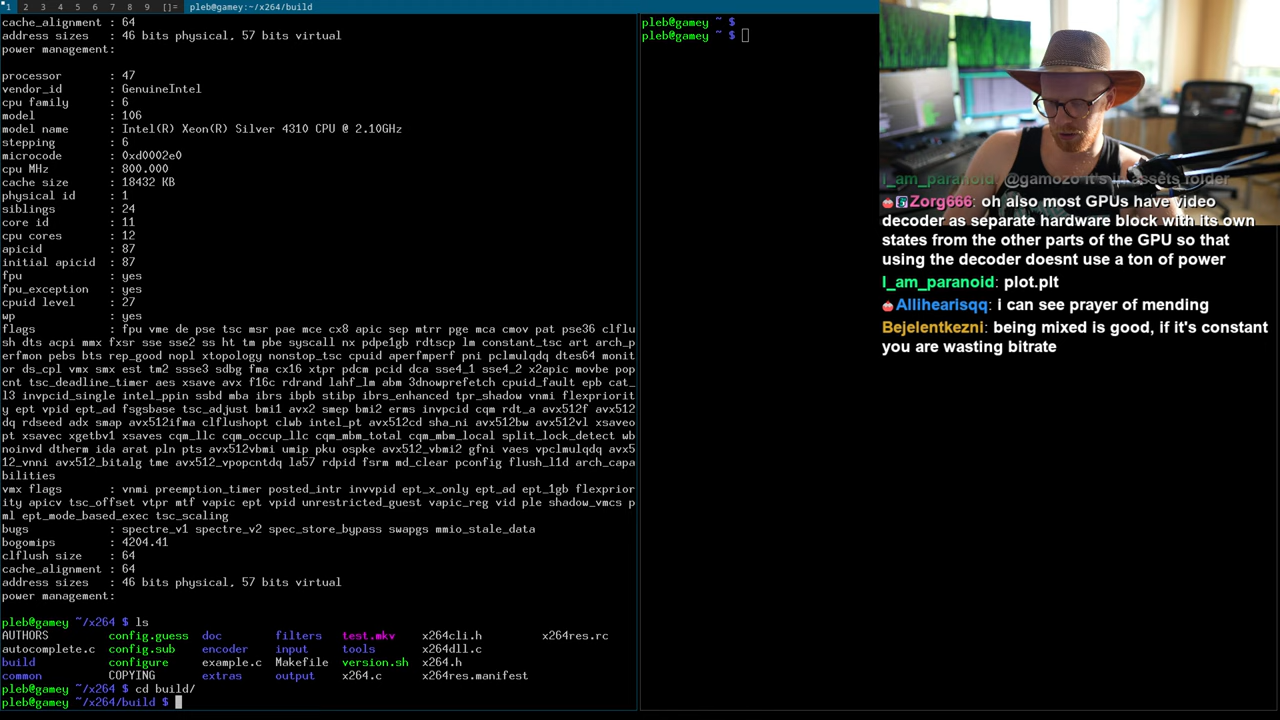 1 2 3 4 5 6 7 8 9 []= pleb@gamey:~/x264/build
cache_alignment : 64
address sizes : 46 bits physical, 57 bits virtual
power management:
processor : 47
vendor_id : GenuineIntel
cpu family : 6
model : 106
model name : Intel(R) Xeon(R) Silver 4310 CPU @ 2.10GHz
stepping : 6
microcode : 0xd0002e0
cpu MHz : 800.000
cache size : 18432 KB
physical id : 1
siblings : 24
core id : 11
cpu cores : 12
apicid : 87
initial apicid : 87
fpu : yes
fpu_exception : yes
cpuid level : 27
wp : yes
flags : fpu vme de pse tsc msr pae mce cx8 apic sep mtrr pge mca cmov pat pse36 clflu
sh dts acpi mmx fxsr sse sse2 ss ht tm pbe syscall nx pdpe1gb rdtscp lm constant_tsc art arch_p
erfmon pebs bts rep_good nopl xtopology nonstop_tsc cpuid aperfmperf pni pclmulqdq dtes64 monit
or ds_cpl vmx smx est tm2 ssse3 sdbg fma cx16 xtpr pdcm pcid dca sse4_1 sse4_2 x2apic movbe pop
cnt tsc_deadline_timer aes xsave avx f16c rdrand lahf_lm abm 3dnowprefetch cpuid_fault epb cat_
l3 invpcid_single intel_ppin ssbd mba ibrs ibpb stibp ibrs_enhanced tpr_shadow vnmi flexpriorit
y ept vpid ept_ad fsgsbase tsc_adjust bmi1 avx2 smep bmi2 erms invpcid cqm rdt_a avx512f avx512
dq rdseed adx smap avx512ifma clflushopt clwb intel_pt avx512cd sha_ni avx512bw avx512vl xsaveo
pt xsavec xgetbv1 xsaves cqm_llc cqm_occup_llc cqm_mbm_total cqm_mbm_local split_lock_detect wb
noinvd dtherm ida arat pln pts avx512vbmi umip pku ospke avx512_vbmi2 gfni vaes vpclmulqdq avx5
12_vnni avx512_bitalg tme avx512_vpopcntdq la57 rdpid fsrm md_clear pconfig flush_l1d arch_capa
bilities
vmx flags : vnmi preemption_timer posted_intr invvpid ept_x_only ept_ad ept_1gb flexprior
ity apicv tsc_offset vtpr mtf vapic ept vpid unrestricted_guest vapic_reg vid ple shadow_vmcs p
ml ept_mode_based_exec tsc_scaling
bugs : spectre_v1 spectre_v2 spec_store_bypass swapgs mmio_stale_data
bogomips : 4204.41
clflush size : 64
cache_alignment : 64
address sizes : 46 bits physical, 57 bits virtual
power management:
pleb@gamey ~/x264 $ ls
AUTHORS config.guess doc filters test.mkv x264cli.h x264res.rc
autocomplete.c config.sub encoder input tools x264dll.c
build configure example.c Makefile version.sh x264.h
common COPYING extras output x264.c x264res.manifest
pleb@gamey ~/x264 $ cd build/
pleb@gamey ~/x264/build $
pleb@gamey ~ $
pleb@gamey ~ $
I_am_paranoid: @gamozo it's in assets folder
Zorg666: oh also most GPUs have video
decoder as separate hardware block with its own
states from the other parts of the GPU so that
using the decoder doesnt use a ton of power
I_am_paranoid: plot.plt
Allihearisqq: i can see prayer of mending
Bejelentkezni: being mixed is good, if it's constant
you are wasting bitrate